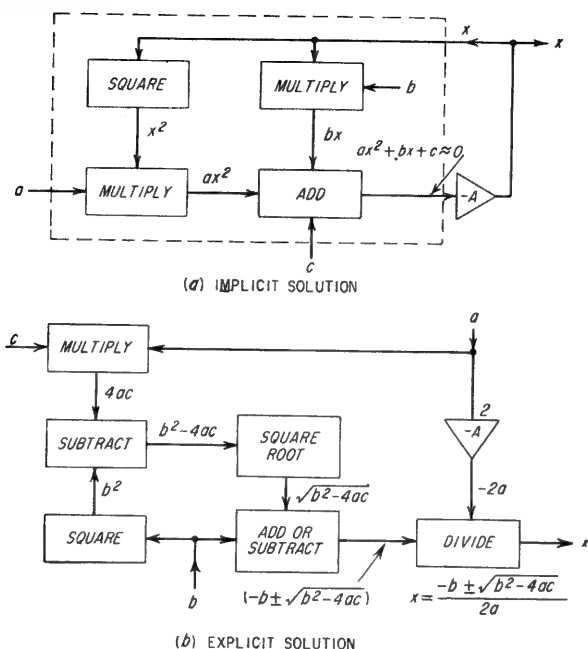 x
x
SQUARE
MULTIPLY
b
x²
bx
ax² + bx + c ≈ 0
a
MULTIPLY
ax²
ADD
-A
c
(a) IMPLICIT SOLUTION
a
c
MULTIPLY
4ac
2
SUBTRACT
b² - 4ac
SQUARE ROOT
-A
b²
√b² - 4ac
-2a
SQUARE
ADD OR SUBTRACT
DIVIDE
x
b
(-b ± √b² - 4ac)
x = -b ± √b² - 4ac / 2a
(b) EXPLICIT SOLUTION